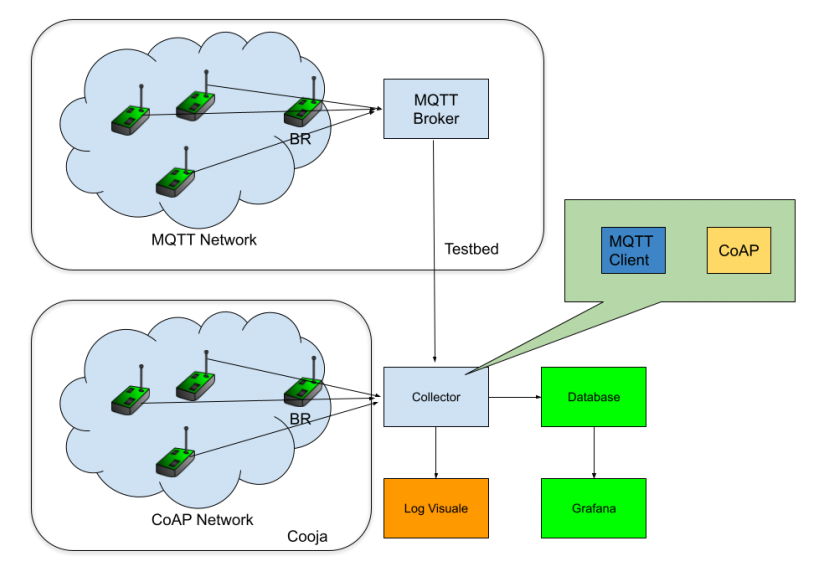 MQTT
Broker
BR
MQTT Network
Testbed
MQTT
Client
CoAP
BR
Collector
Database
CoAP Network
Cooja
Log Visuale
Grafana